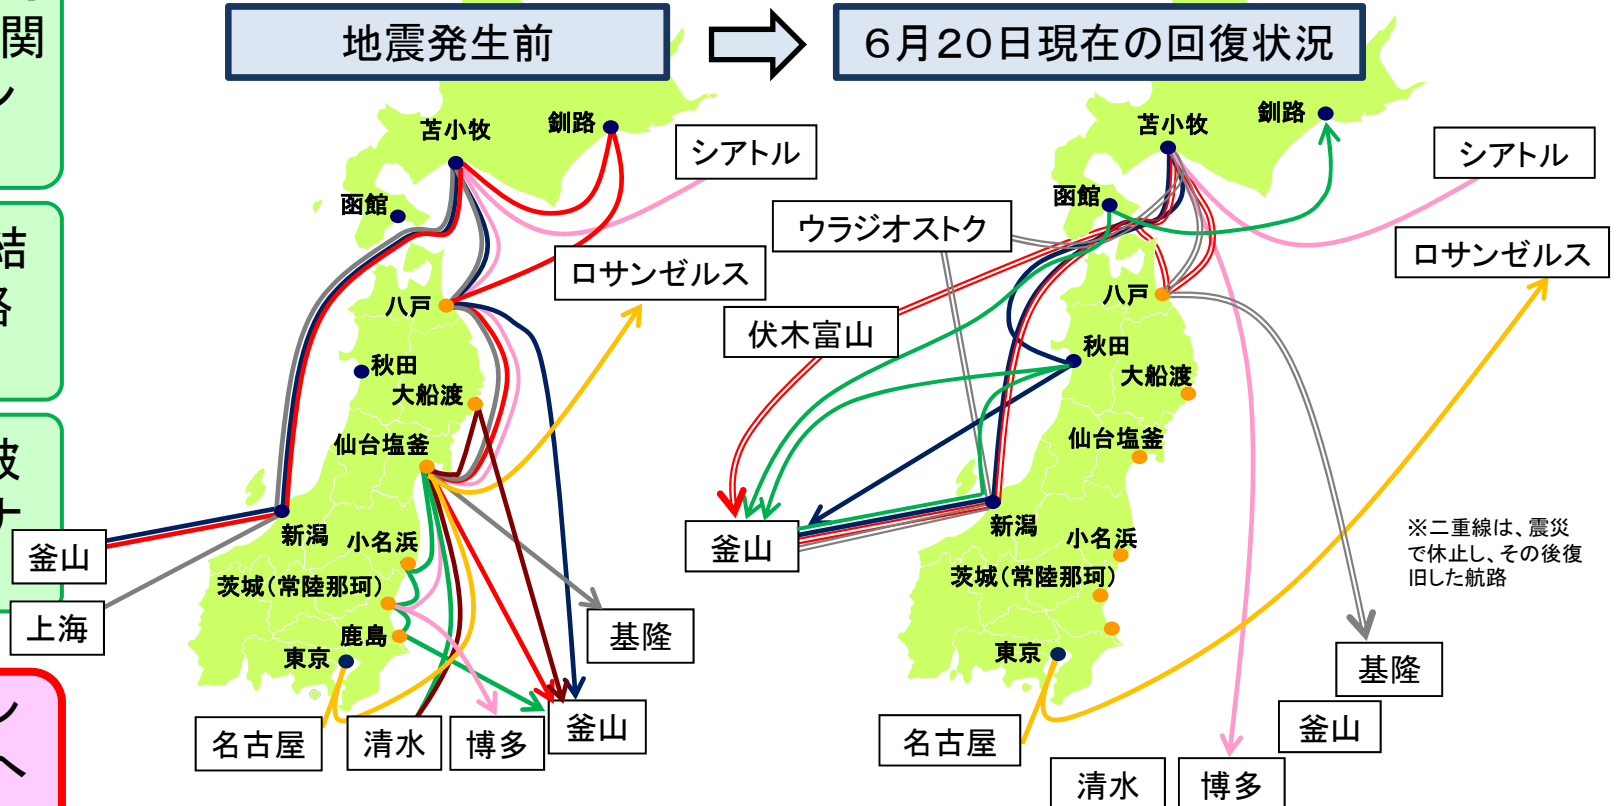 関
ン
結
路
波
ナ
ン
へ
地震発生前
6月20日現在の回復状況
苫小牧
釧路
シアトル
函館
ロサンゼルス
八戸
秋田
大船渡
仙台塩釜
新潟
小名浜
釜山
茨城(常陸那珂)
上海
鹿島
基隆
東京
名古屋
清水
博多
釜山
苫小牧
釧路
シアトル
函館
ウラジオストク
ロサンゼルス
八戸
伏木富山
秋田
大船渡
仙台塩釜
新潟
小名浜
釜山
※二重線は、震災
で休止し、その後復
旧した航路
茨城(常陸那珂)
東京
基隆
名古屋
釜山
清水
博多